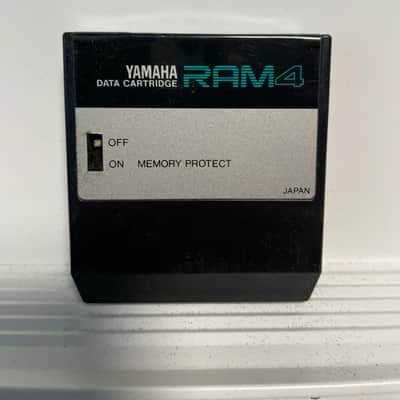 YAMAHA
DATA CARTRIDGE RAM4
OFF
ON MEMORY PROTECT
JAPAN